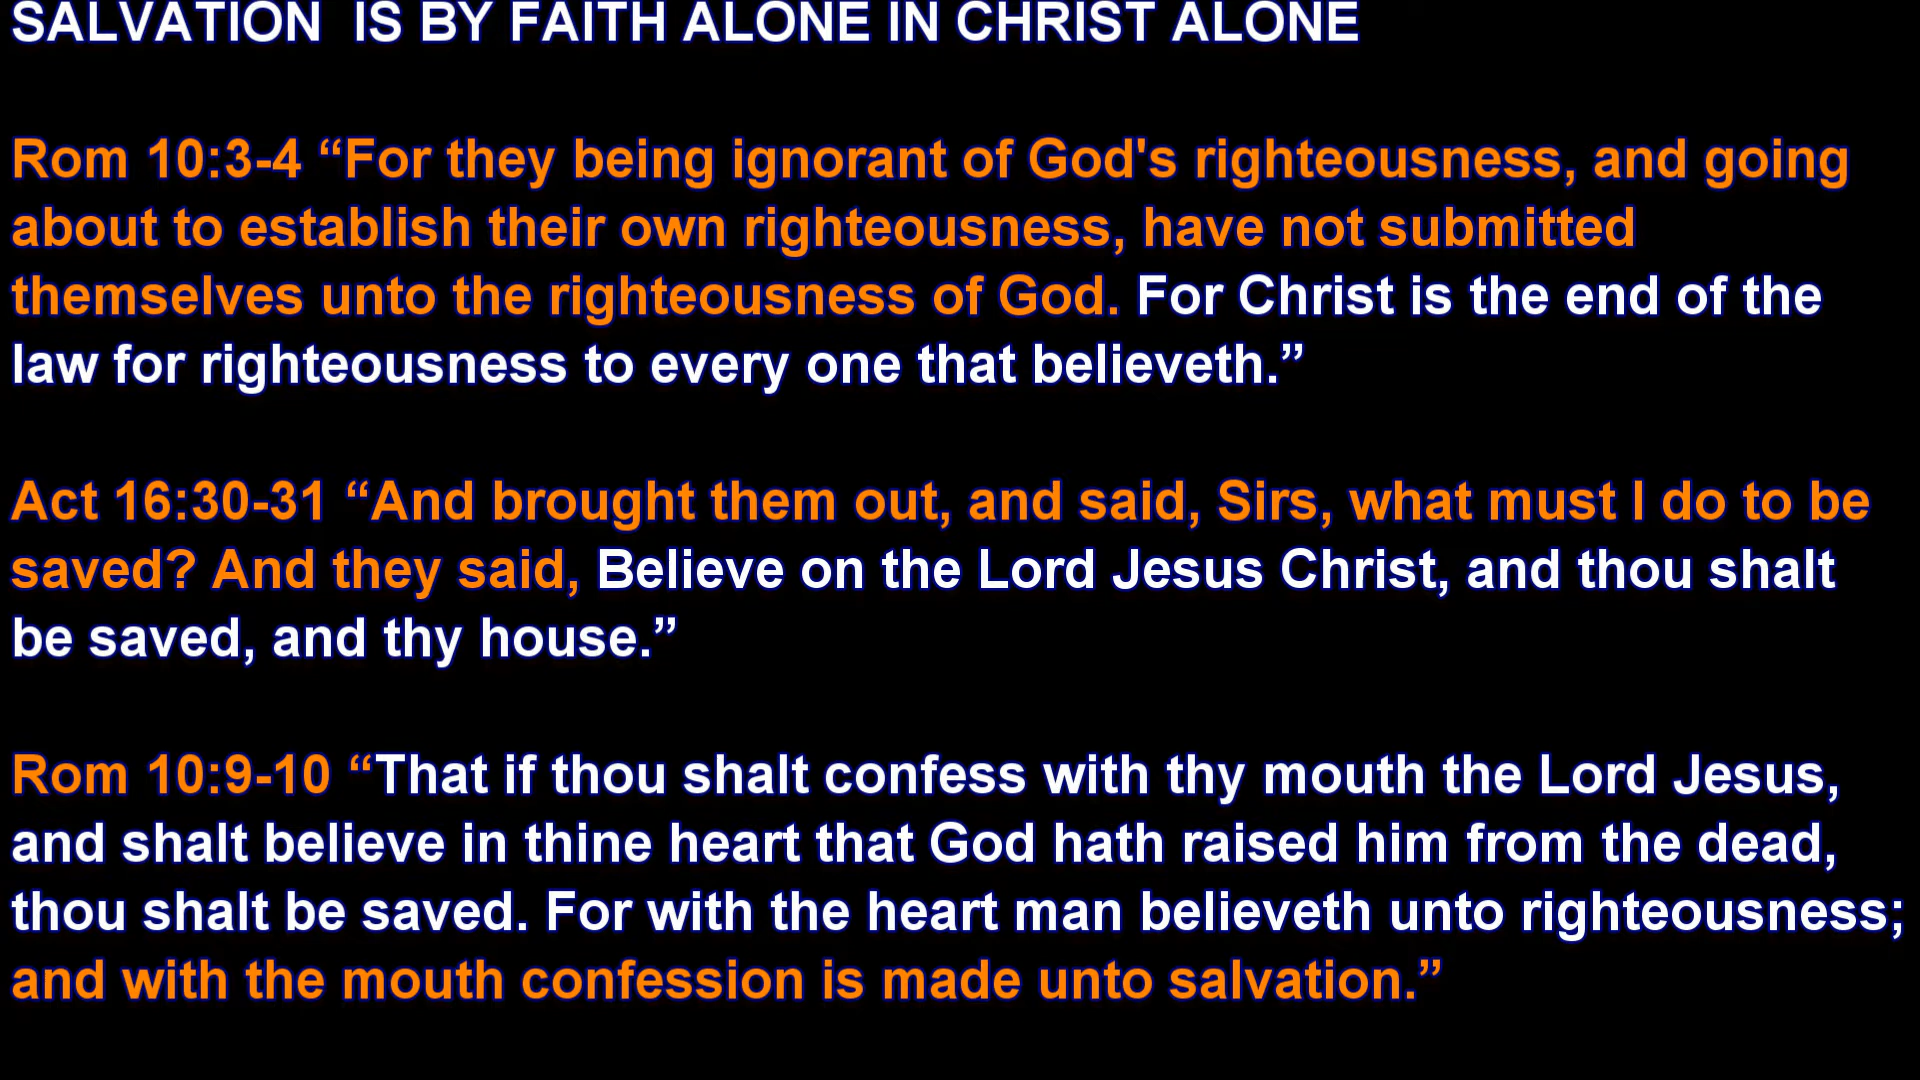 SALVATION  IS BY FAITH ALONE IN CHRIST ALONE
Rom 10:3-4 “For they being ignorant of God's righteousness, and going
about to establish their own righteousness, have not submitted
themselves unto the righteousness of God. For Christ is the end of the
law for righteousness to every one that believeth.”
Act 16:30-31 “And brought them out, and said, Sirs, what must I do to be
saved? And they said, Believe on the Lord Jesus Christ, and thou shalt
be saved, and thy house.”
Rom 10:9-10 “That if thou shalt confess with thy mouth the Lord Jesus,
and shalt believe in thine heart that God hath raised him from the dead,
thou shalt be saved. For with the heart man believeth unto righteousness;
and with the mouth confession is made unto salvation.”